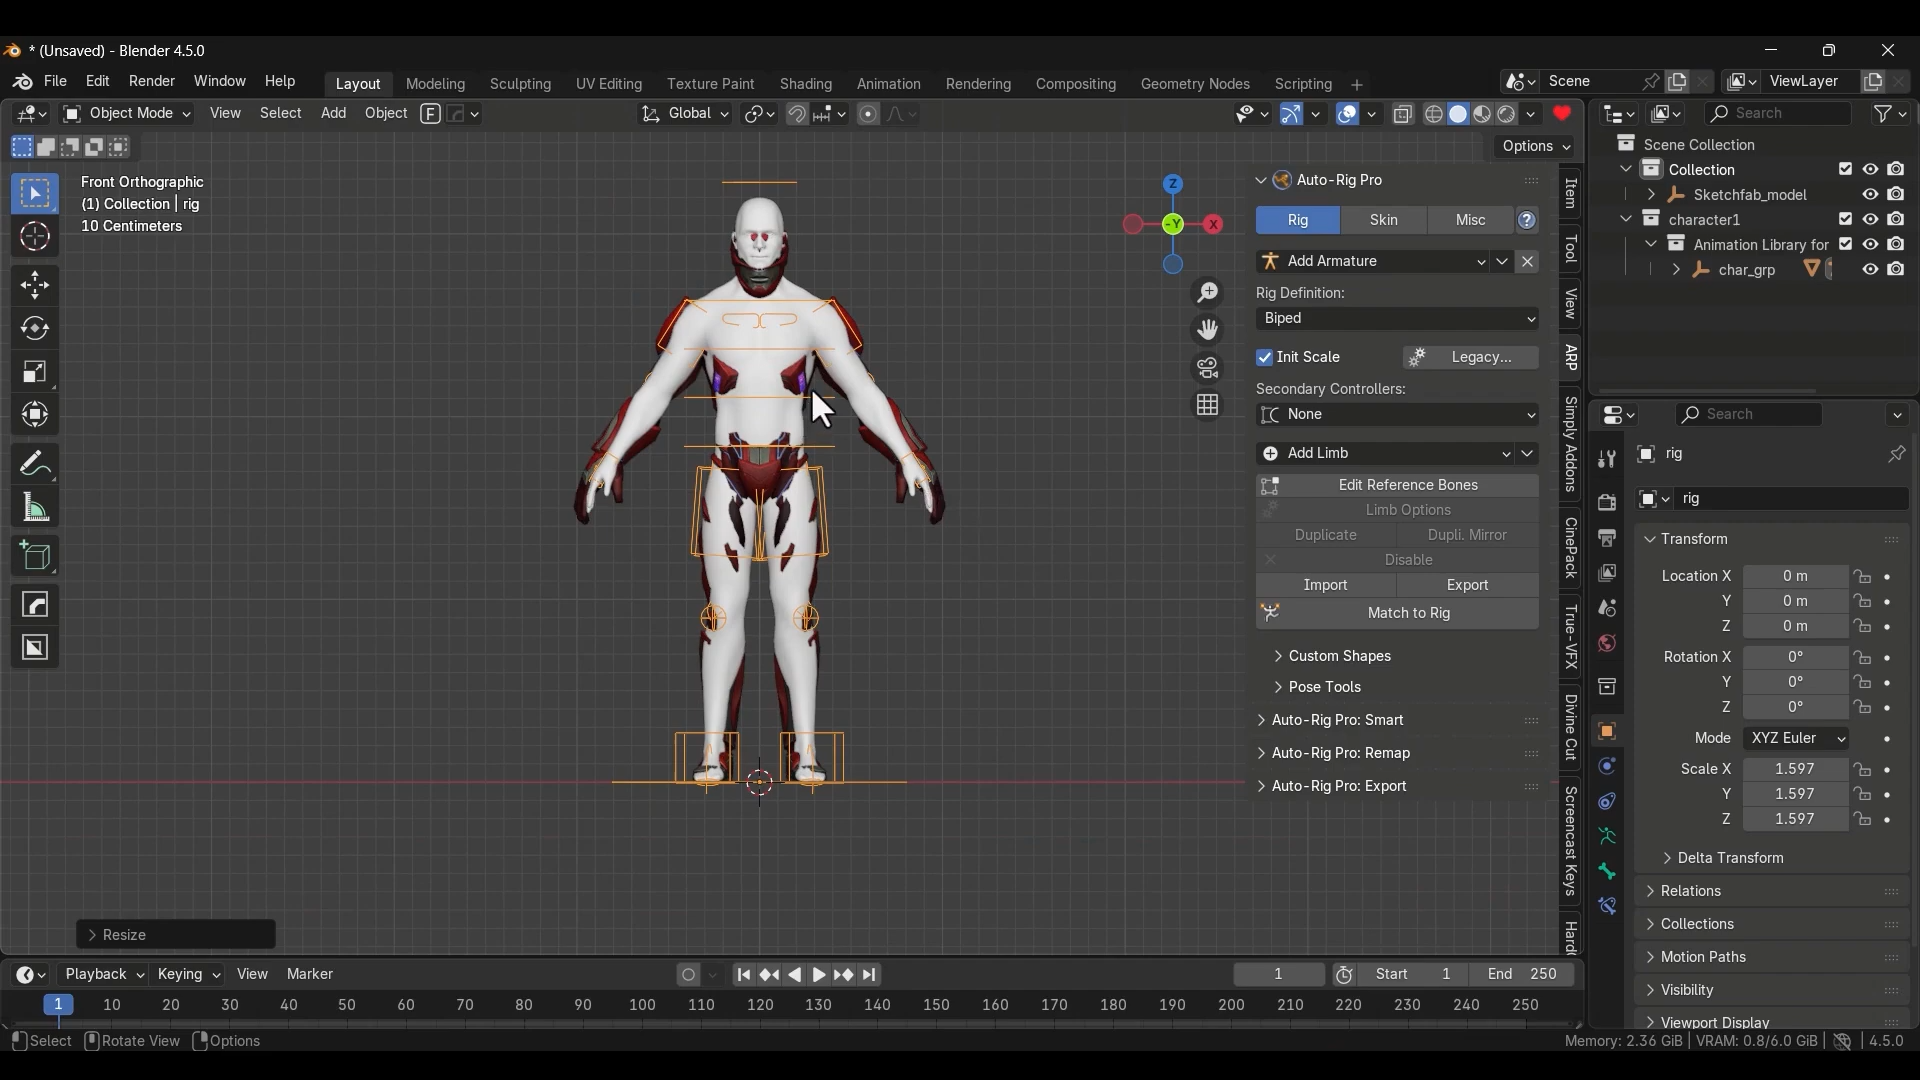 * (Unsaved) - Blender 4.5.0
File Edit Render Window Help Layout Modeling Sculpting UV Editing Texture Paint Shading Animation Rendering Compositing Geometry Nodes Scripting + Scene ViewLayer
Object Mode View Select Add Object F Global Search
Options
Front Orthographic
(1) Collection | rig
10 Centimeters
Z
-Y
X
Auto-Rig Pro
Rig Skin Misc ?
Add Armature
Rig Definition:
Biped
Init Scale Legacy...
Secondary Controllers:
None
Add Limb
Edit Reference Bones
Limb Options
Duplicate Dupli. Mirror
Disable
Import Export
Match to Rig
Custom Shapes
Pose Tools
Auto-Rig Pro: Smart
Auto-Rig Pro: Remap
Auto-Rig Pro: Export
Item
Tool
View
ARP
Simply Addons
CinePack
True-VFX
Divine Cut
Screencast Keys
Hard
Scene Collection
Collection
Sketchfab_model
character1
Animation Library for
char_grp
Search
rig
rig
Transform
Location X 0 m
Y 0 m
Z 0 m
Rotation X 0°
Y 0°
Z 0°
Mode XYZ Euler
Scale X 1.597
Y 1.597
Z 1.597
Delta Transform
Relations
Collections
Motion Paths
Visibility
Viewport Display
Resize
Playback Keying View Marker 1 Start 1 End 250
1 10 20 30 40 50 60 70 80 90 100 110 120 130 140 150 160 170 180 190 200 210 220 230 240 250
Select Rotate View Options Memory: 2.36 GiB | VRAM: 0.8/6.0 GiB | 4.5.0